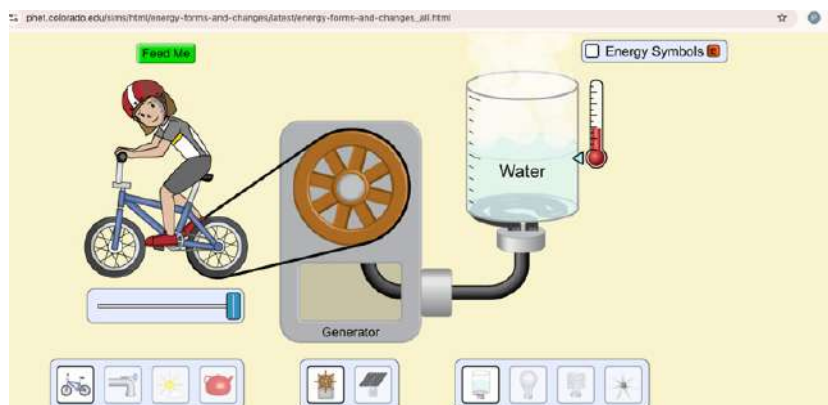 phet.colorado.edu/sims/html/energy-forms-and-changes/latest/energy-forms-and-changes_all.html
Feed Me
Energy Symbols E
Water
Generator